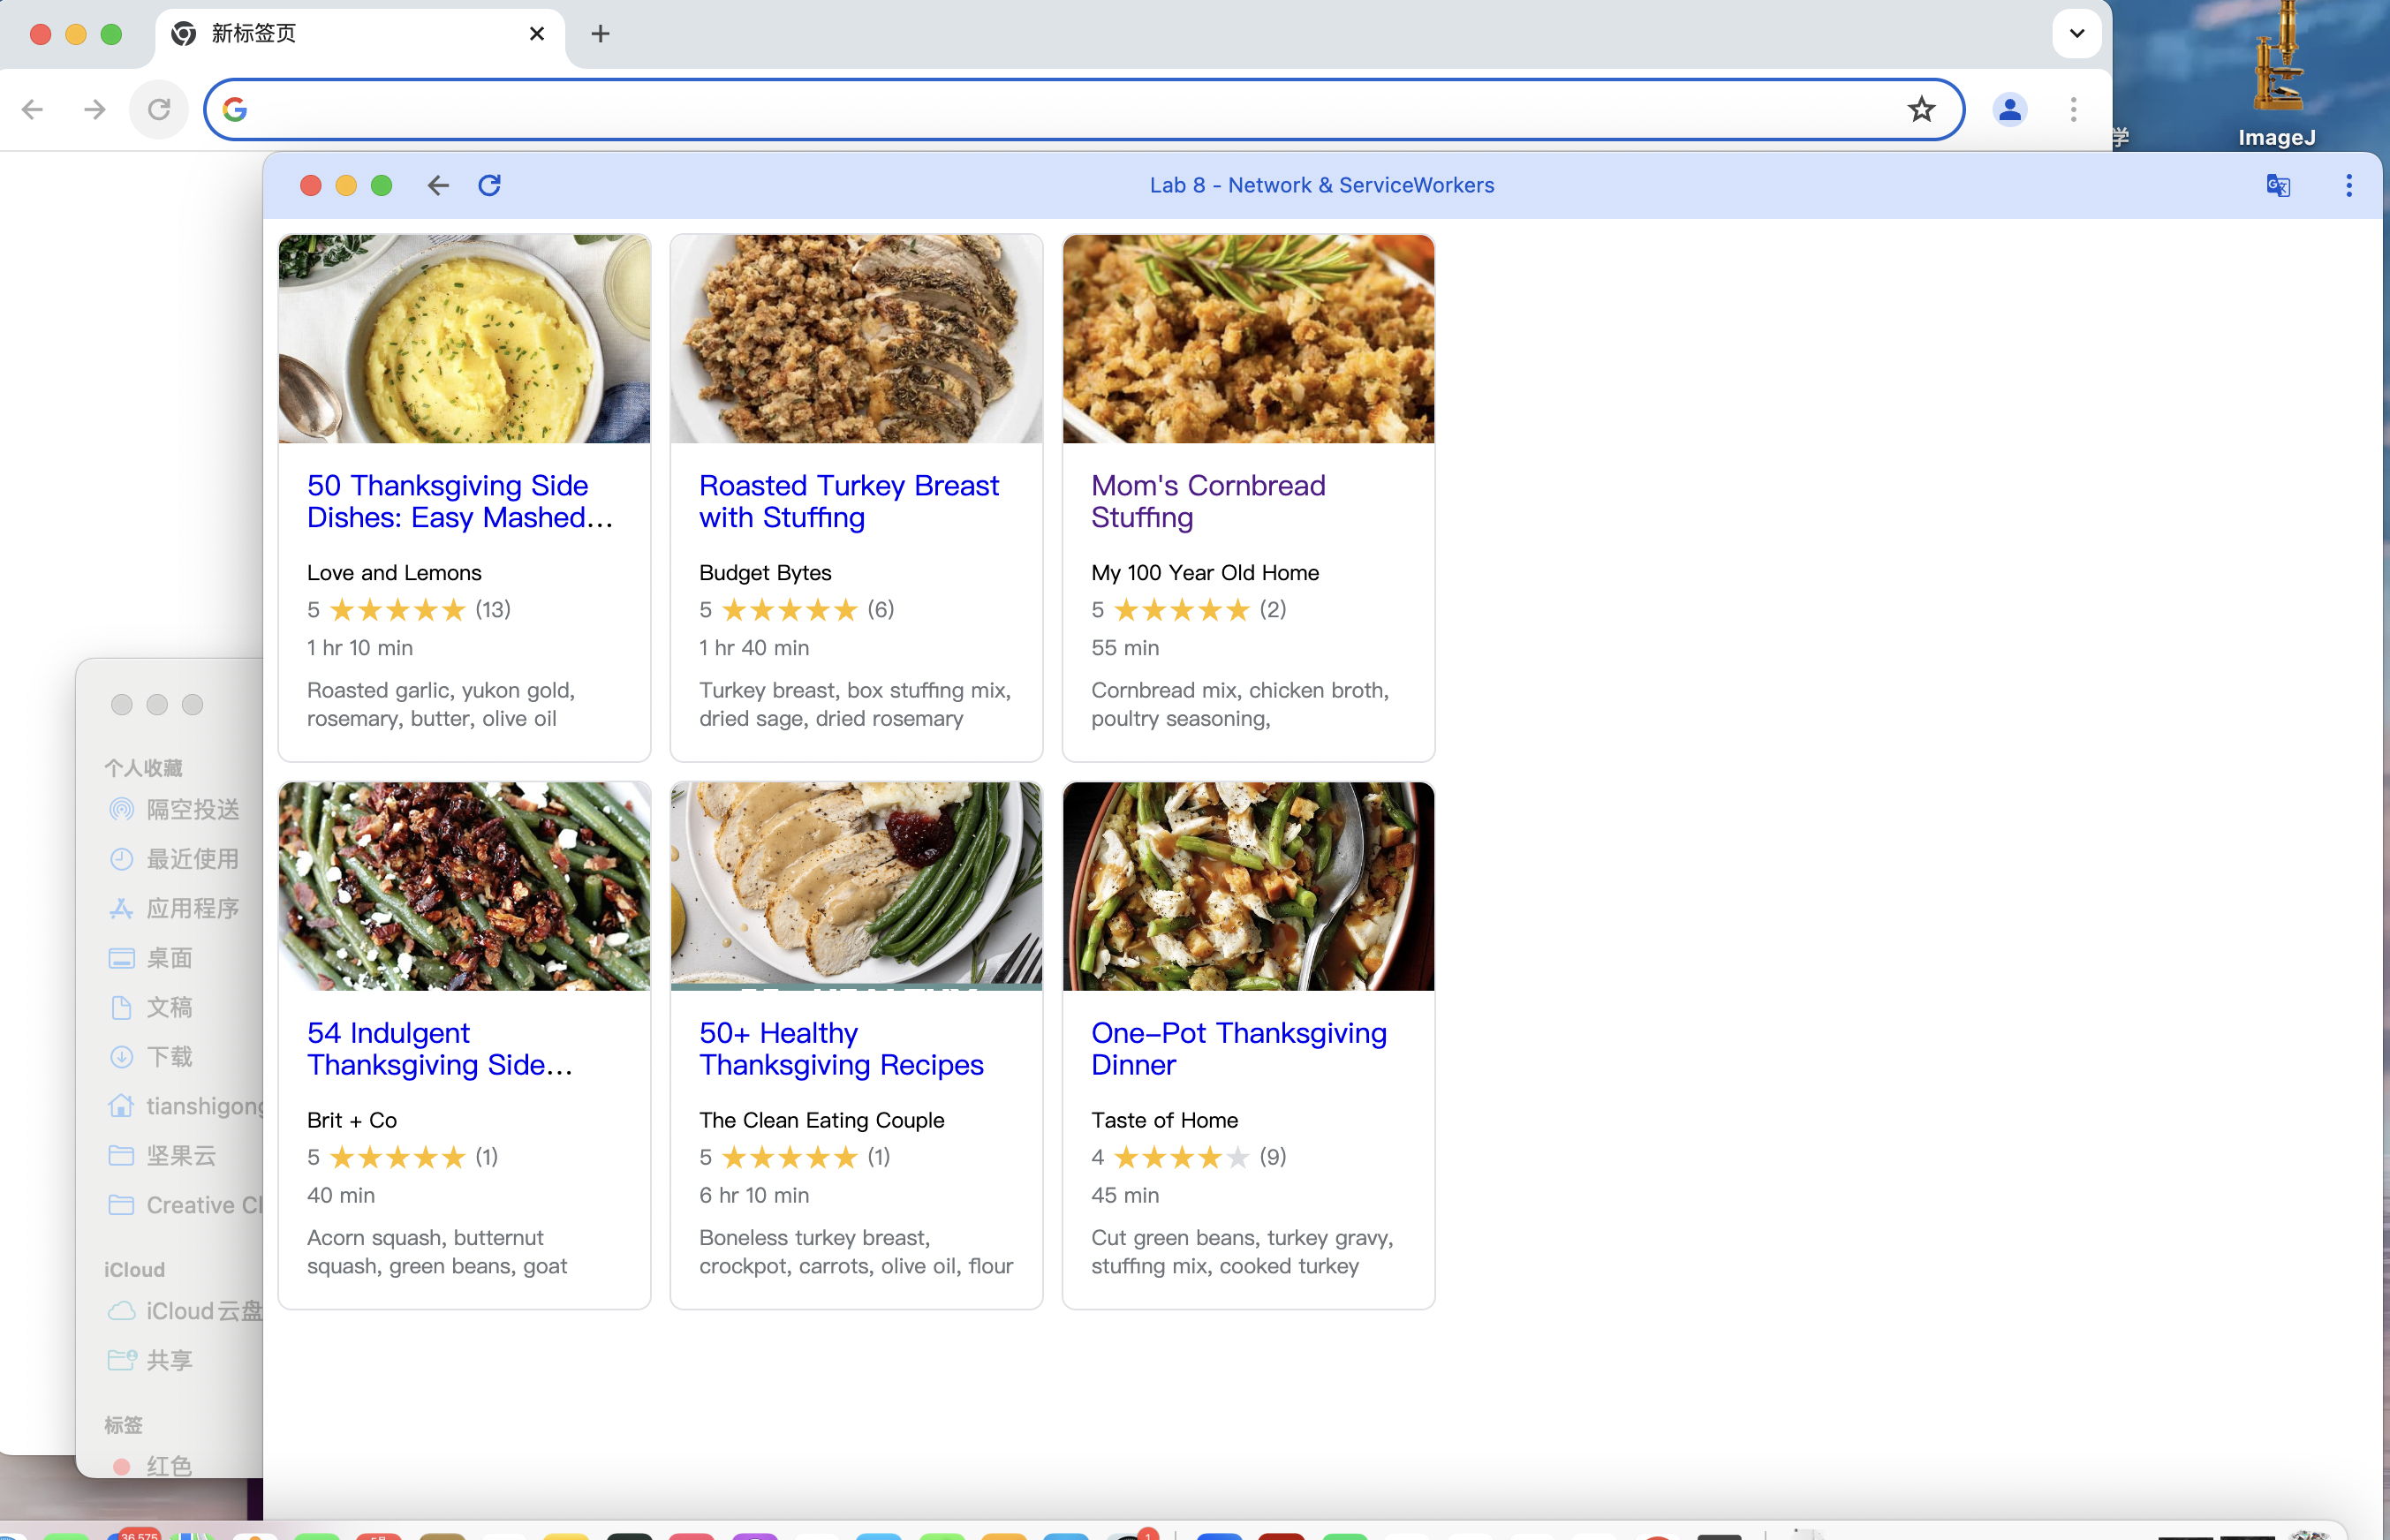 新标签页
学
ImageJ
Lab 8 - Network & ServiceWorkers
50 Thanksgiving Side
Dishes: Easy Mashed...
Love and Lemons
5 ★★★★★ (13)
1 hr 10 min
Roasted garlic, yukon gold,
rosemary, butter, olive oil
Roasted Turkey Breast
with Stuffing
Budget Bytes
5 ★★★★★ (6)
1 hr 40 min
Turkey breast, box stuffing mix,
dried sage, dried rosemary
Mom's Cornbread
Stuffing
My 100 Year Old Home
5 ★★★★★ (2)
55 min
Cornbread mix, chicken broth,
poultry seasoning,
54 Indulgent
Thanksgiving Side...
Brit + Co
5 ★★★★★ (1)
40 min
Acorn squash, butternut
squash, green beans, goat
50+ Healthy
Thanksgiving Recipes
The Clean Eating Couple
5 ★★★★★ (1)
6 hr 10 min
Boneless turkey breast,
crockpot, carrots, olive oil, flour
One-Pot Thanksgiving
Dinner
Taste of Home
4 ★★★★★ (9)
45 min
Cut green beans, turkey gravy,
stuffing mix, cooked turkey
个人收藏
隔空投送
最近使用
应用程序
桌面
文稿
下载
tianshigong
坚果云
Creative Cl
iCloud
iCloud云盘
共享
标签
红色
36,575
5月
1